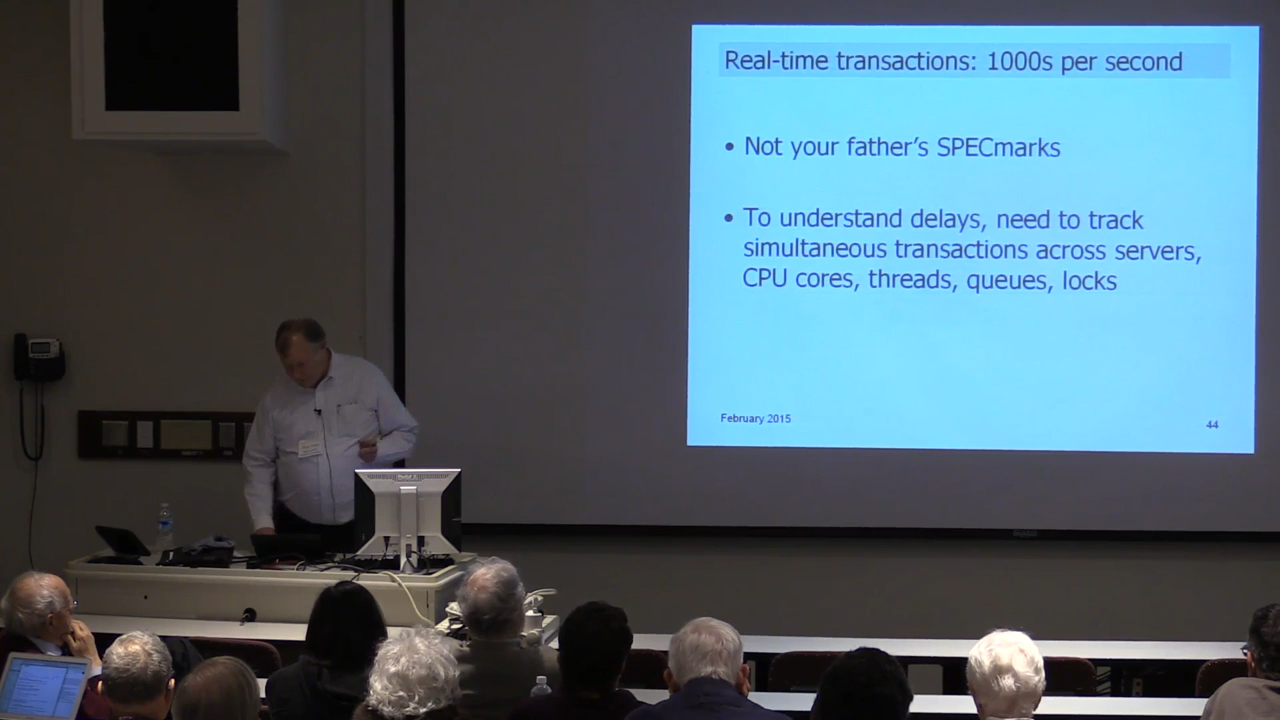 Real-time transactions: 1000s per second
• Not your father's SPECmarks
• To understand delays, need to track
simultaneous transactions across servers,
CPU cores, threads, queues, locks
February 2015
44